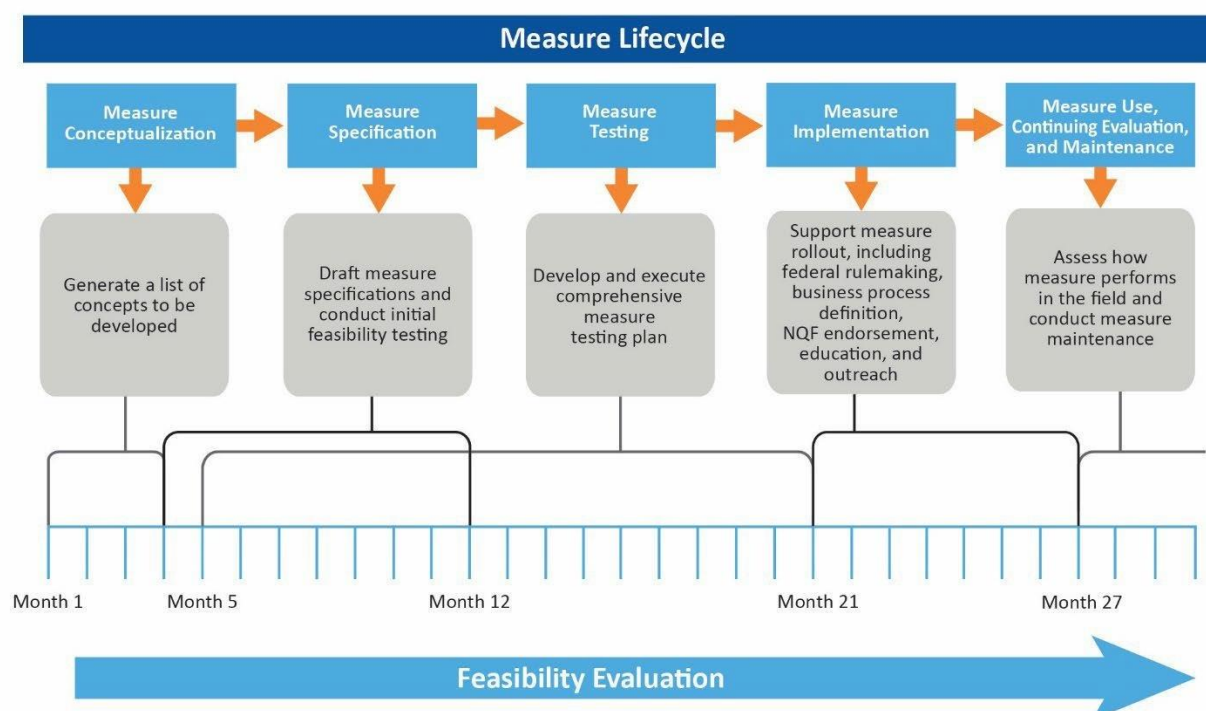 Measure Lifecycle
Measure
Conceptualization
Measure
Specification
Measure
Testing
Measure
Implementation
Measure Use,
Continuing Evaluation,
and Maintenance
Generate a list of
concepts to be
developed
Draft measure
specifications and
conduct initial
feasibility testing
Develop and execute
comprehensive
measure
testing plan
Support measure
rollout, including
federal rulemaking,
business process
definition,
NQF endorsement,
education, and
outreach
Assess how
measure performs
in the field and
conduct measure
maintenance
Month 1
Month 5
Month 12
Month 21
Month 27
Feasibility Evaluation